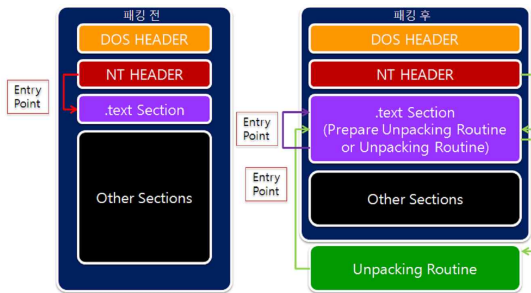 패킹 전
DOS HEADER
NT HEADER
Entry
Point
.text Section
Other Sections
패킹 후
DOS HEADER
NT HEADER
Entry
Point
.text Section
(Prepare Unpacking Routine
or Unpacking Routine)
Entry
Point
Other Sections
Unpacking Routine